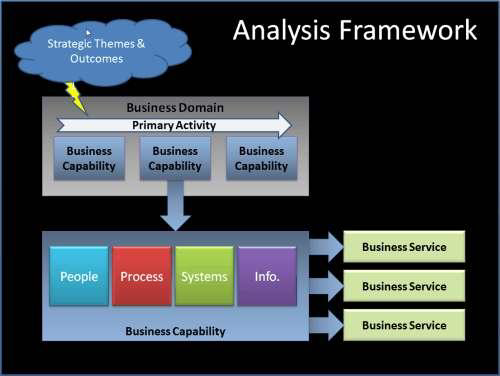 Analysis Framework
Strategic Themes &
Outcomes
Business Domain
Primary Activity
Business
Capability
Business
Capability
Business
Capability
People
Process
Systems
Info.
Business Capability
Business Service
Business Service
Business Service